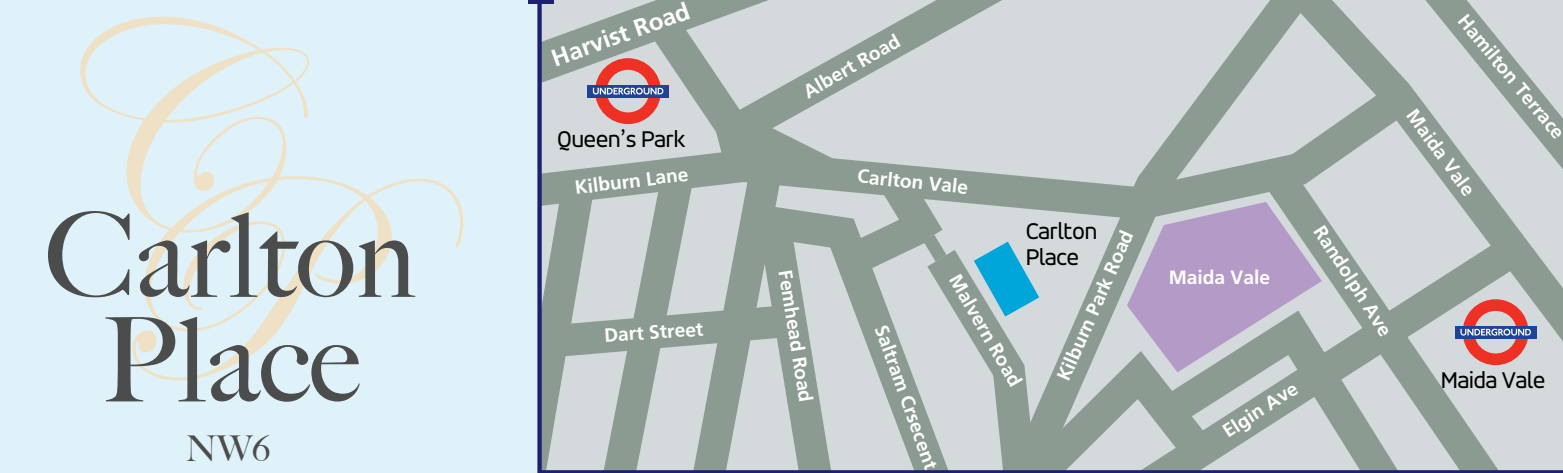 Carlton
Place
NW6
Harvist Road
Albert Road
Hamilton Terrace
UNDERGROUND
Queen's Park
Kilburn Lane
Carlton Vale
Maida Vale
Carlton
Place
Kilburn Park Road
Maida Vale
Randolph Ave
Femhead Road
Malvern Road
Dart Street
Saltram Crsecent
UNDERGROUND
Maida Vale
Elgin Ave